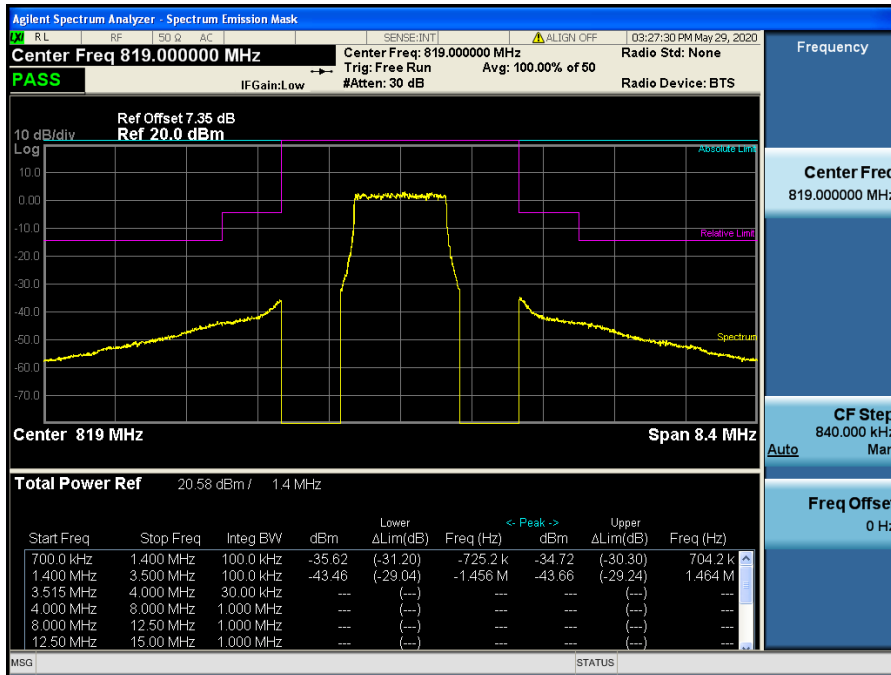 Agilent Spectrum Analyzer - Spectrum Emission Mask
LXI RL RF 50 Ω AC SENSE:INT ALIGN OFF 03:27:30 PM May 29, 2020
Center Freq 819.000000 MHz
Center Freq: 819.000000 MHz Radio Std: None
Trig: Free Run Avg: 100.00% of 50
PASS IFGain:Low #Atten: 30 dB Radio Device: BTS
Ref Offset 7.35 dB
10 dB/div Ref 20.0 dBm
Log
Absolute Limit
10.0
0.00
-10.0
Relative Limit
-20.0
-30.0
-40.0
-50.0
Spectrum
-60.0
-70.0
Center 819 MHz Span 8.4 MHz
Total Power Ref 20.58 dBm / 1.4 MHz
Lower <- Peak -> Upper
Start Freq Stop Freq Integ BW dBm ΔLim(dB) Freq (Hz) dBm ΔLim(dB) Freq (Hz)
700.0 kHz 1.400 MHz 100.0 kHz -35.62 (-31.20) -725.2 k -34.72 (-30.30) 704.2 k
1.400 MHz 3.500 MHz 100.0 kHz -43.46 (-29.04) -1.456 M -43.66 (-29.24) 1.464 M
3.515 MHz 4.000 MHz 30.00 kHz --- (---) --- --- (---) ---
4.000 MHz 8.000 MHz 1.000 MHz --- (---) --- --- (---) ---
8.000 MHz 12.50 MHz 1.000 MHz --- (---) --- --- (---) ---
12.50 MHz 15.00 MHz 1.000 MHz --- (---) --- --- (---) ---
MSG STATUS
Frequency
Center Freq
819.000000 MHz
CF Step
840.000 kHz
Auto Man
Freq Offset
0 Hz